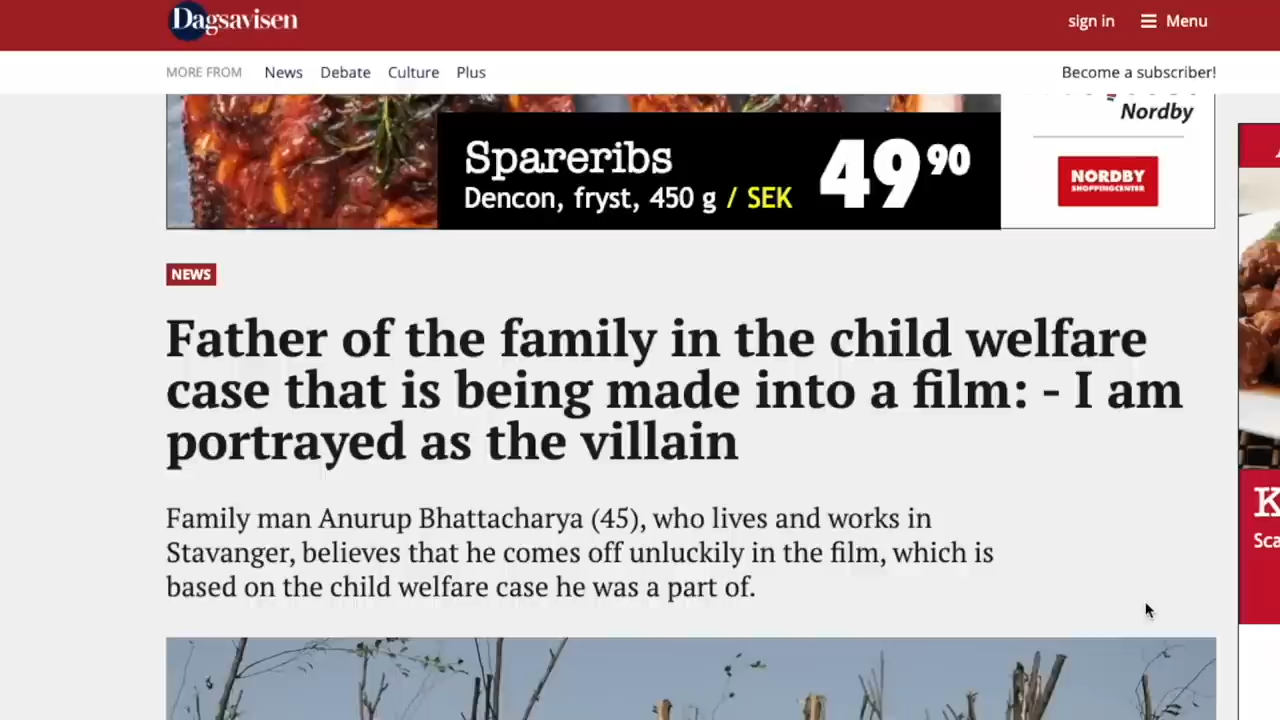 Dagsavisen
sign in
Menu
MORE FROM News Debate Culture Plus
Become a subscriber!
Spareribs
Dencon, fryst, 450 g / SEK
49 90
Nordby
NORDBY
SHOPPINGCENTER
NEWS
Father of the family in the child welfare
case that is being made into a film: - I am
portrayed as the villain
Family man Anurup Bhattacharya (45), who lives and works in
Stavanger, believes that he comes off unluckily in the film, which is
based on the child welfare case he was a part of.